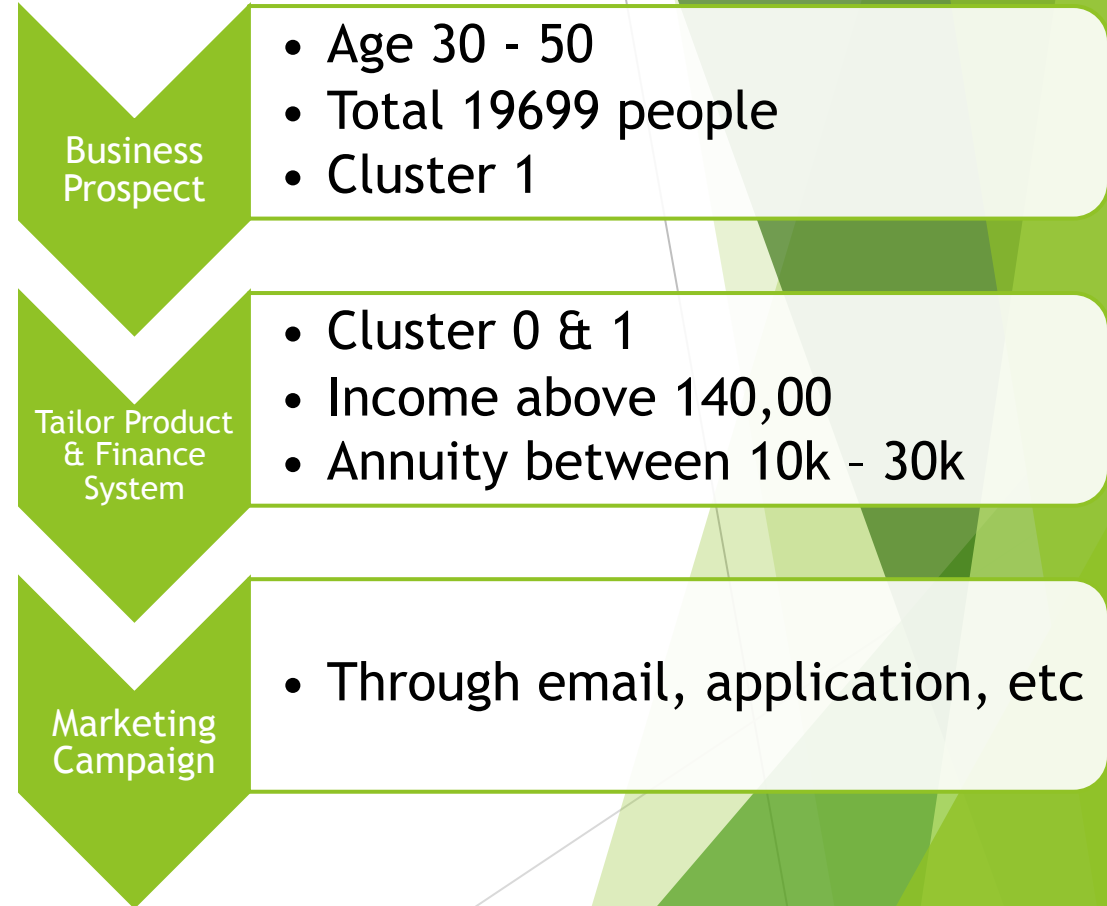 Business
Prospect
• Age 30 - 50
• Total 19699 people
• Cluster 1
Tailor Product
& Finance
System
• Cluster 0 & 1
• Income above 140,00
• Annuity between 10k – 30k
Marketing
Campaign
• Through email, application, etc